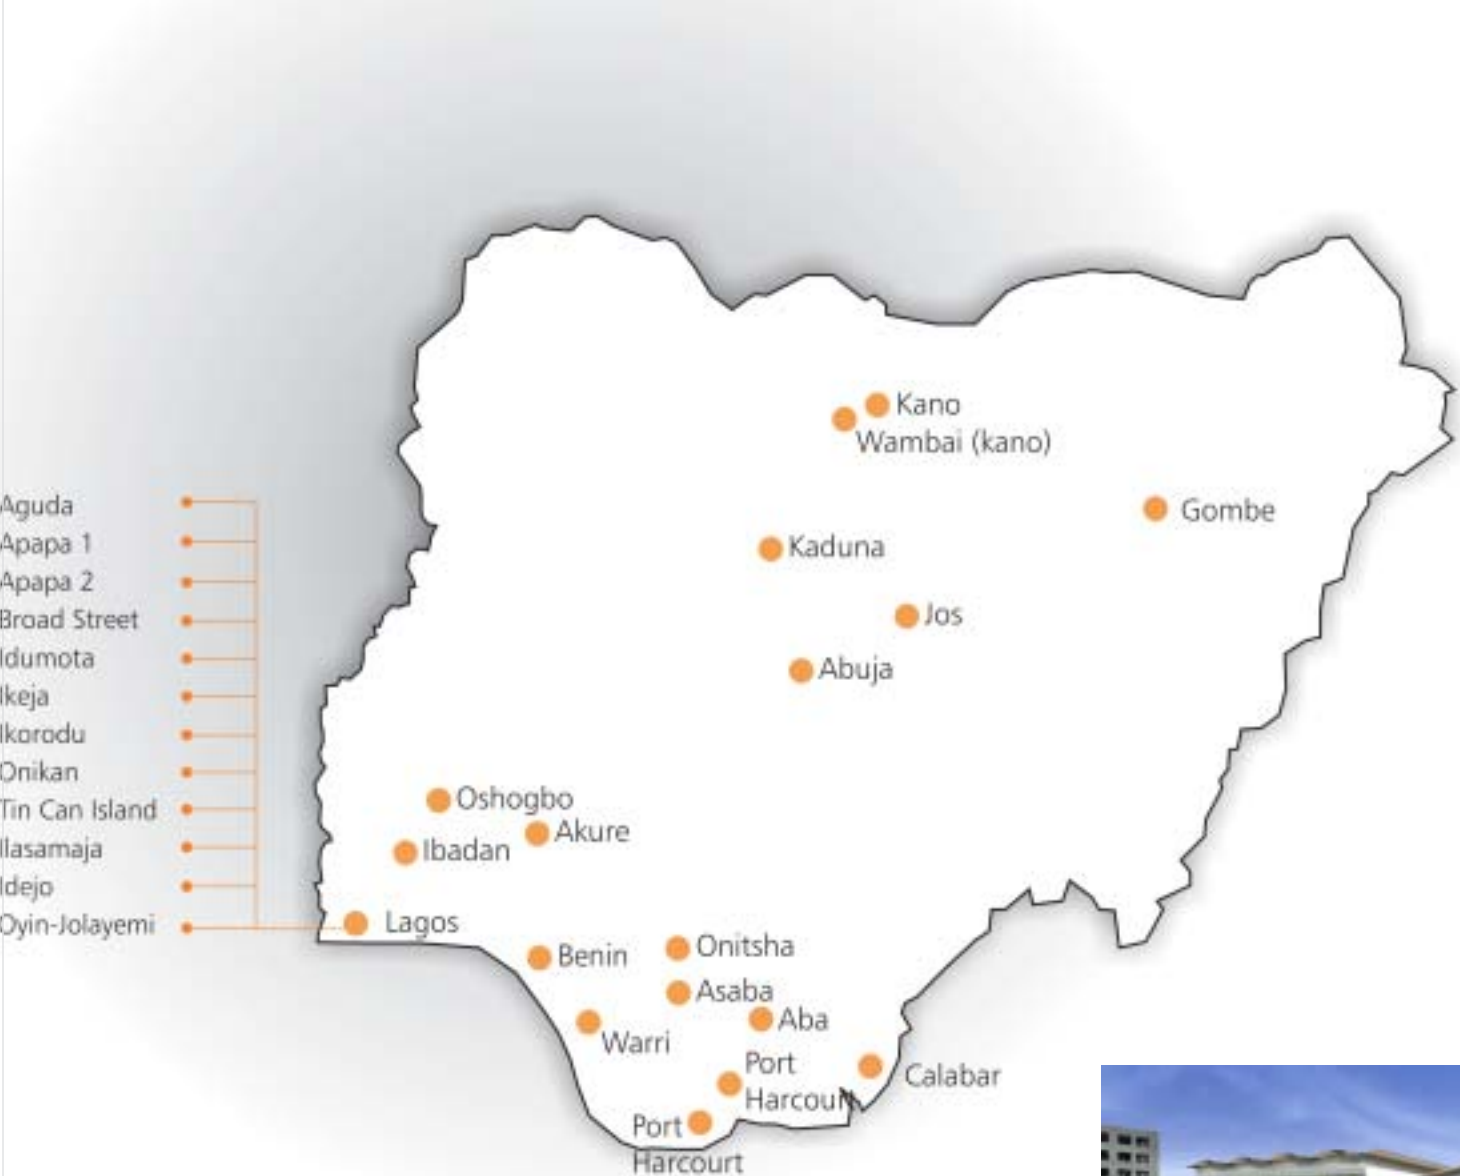 Kano
Wambai (kano)
Gombe
Kaduna
Jos
Abuja
Aguda
Apapa 1
Apapa 2
Broad Street
Idumota
Ikeja
Ikorodu
Onikan
Tin Can Island
Ilasamaja
Idejo
Oyin-Jolayemi
Oshogbo
Akure
Ibadan
Lagos
Benin
Onitsha
Asaba
Aba
Warri
Port
Harcourt
Calabar
Port
Harcourt